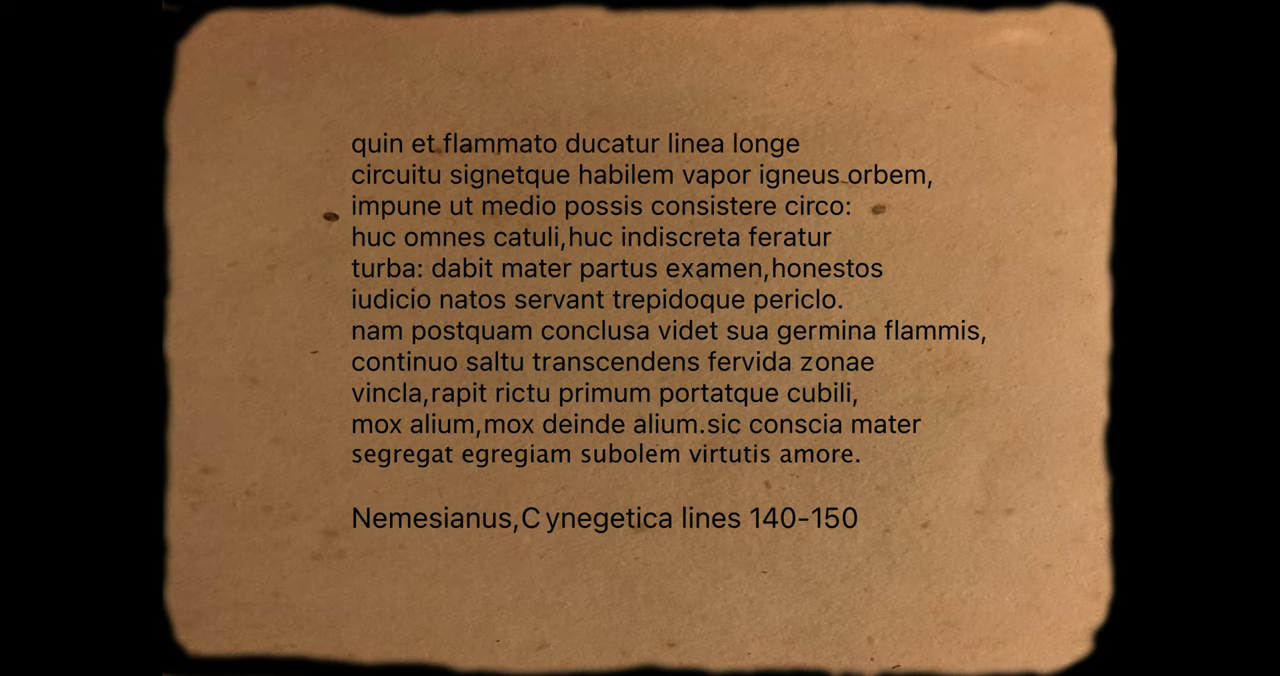 quin et flammato ducatur linea longe
circuitu signetque habilem vapor igneus orbem,
impune ut medio possis consistere circo:
huc omnes catuli,huc indiscreta feratur
turba: dabit mater partus examen,honestos
iudicio natos servant trepidoque periclo.
nam postquam conclusa videt sua germina flammis,
continuo saltu transcendens fervida zonae
vincla,rapit rictu primum portatque cubili,
mox alium,mox deinde alium.sic conscia mater
segregat egregiam subolem virtutis amore.
Nemesianus,Cynegetica lines 140-150